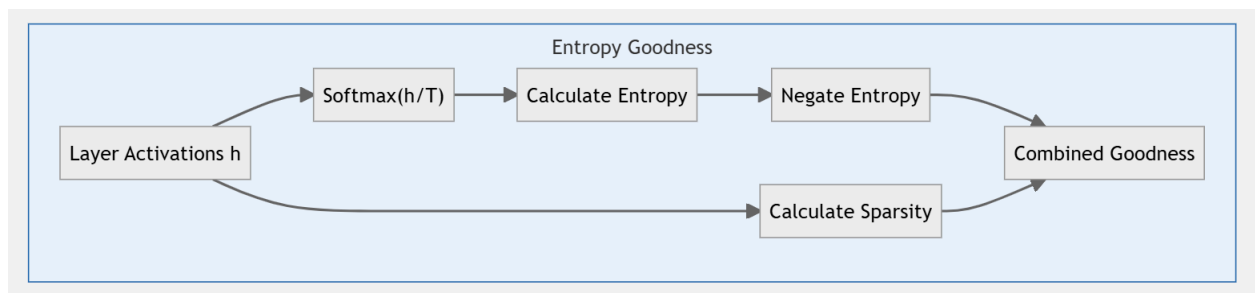 Entropy Goodness
Softmax(h/T)
Calculate Entropy
Negate Entropy
Layer Activations h
Combined Goodness
Calculate Sparsity